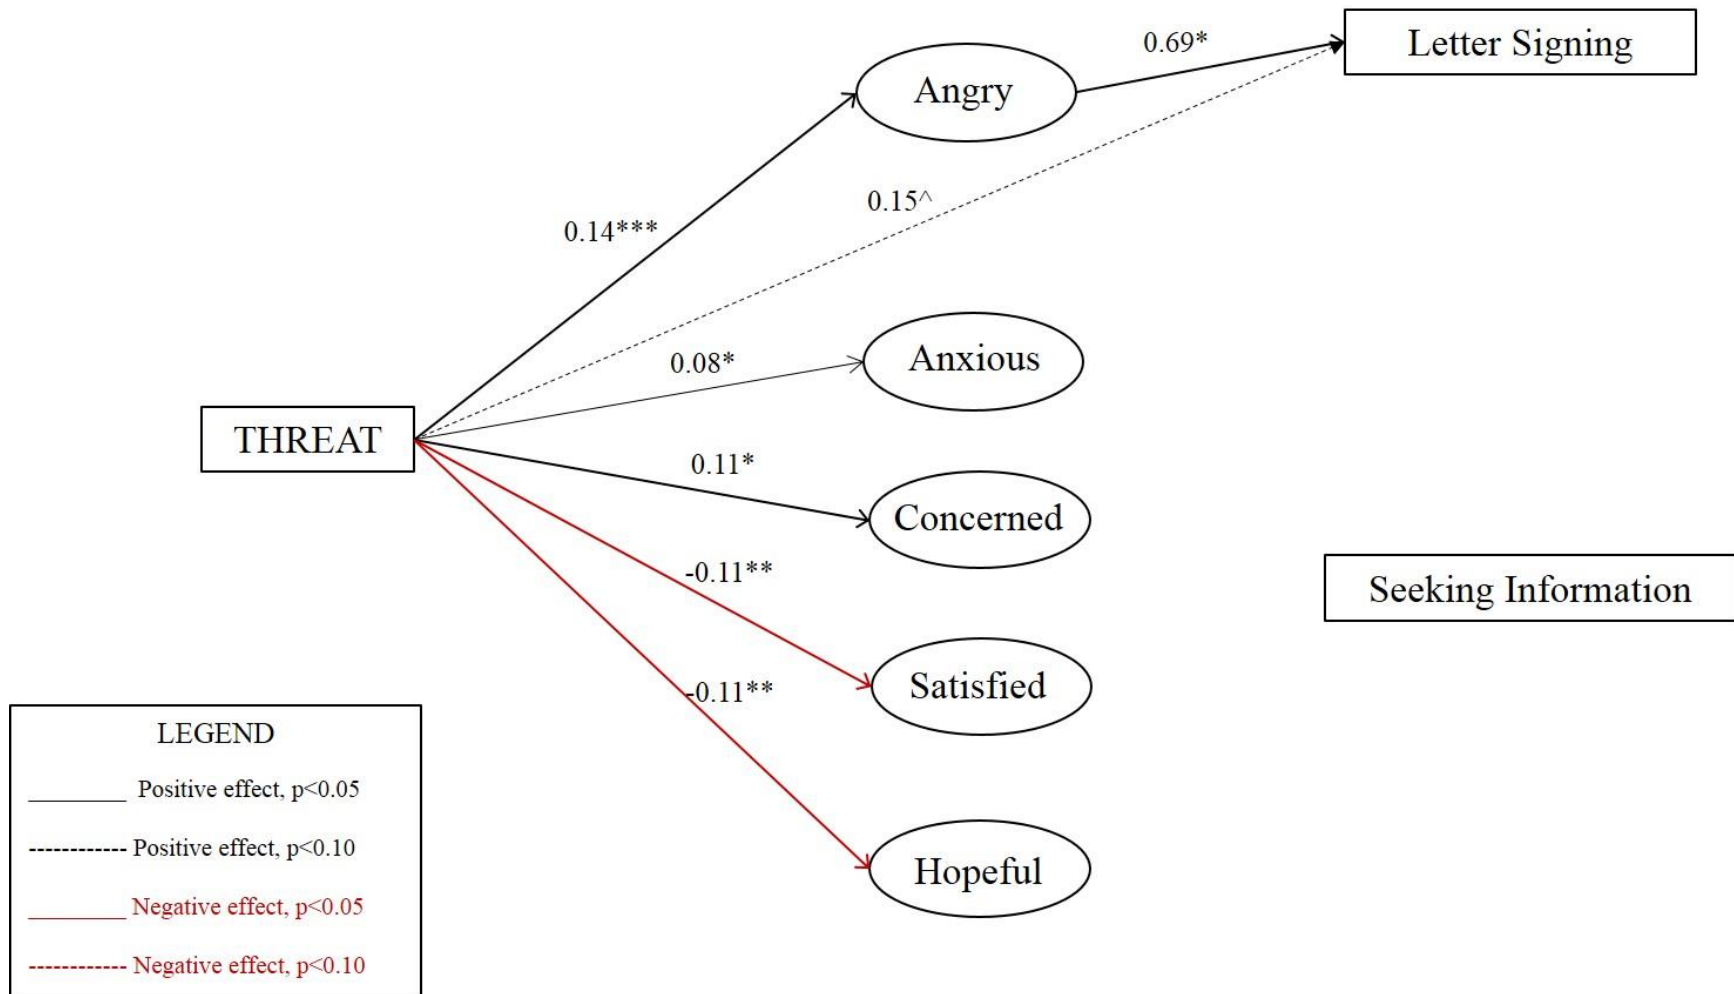 Letter Signing
0.69*
Angry
0.15^
0.14***
Anxious
0.08*
THREAT
0.11*
Concerned
-0.11**
Seeking Information
Satisfied
-0.11**
Hopeful
LEGEND
Positive effect, p<0.05
Positive effect, p<0.10
Negative effect, p<0.05
Negative effect, p<0.10